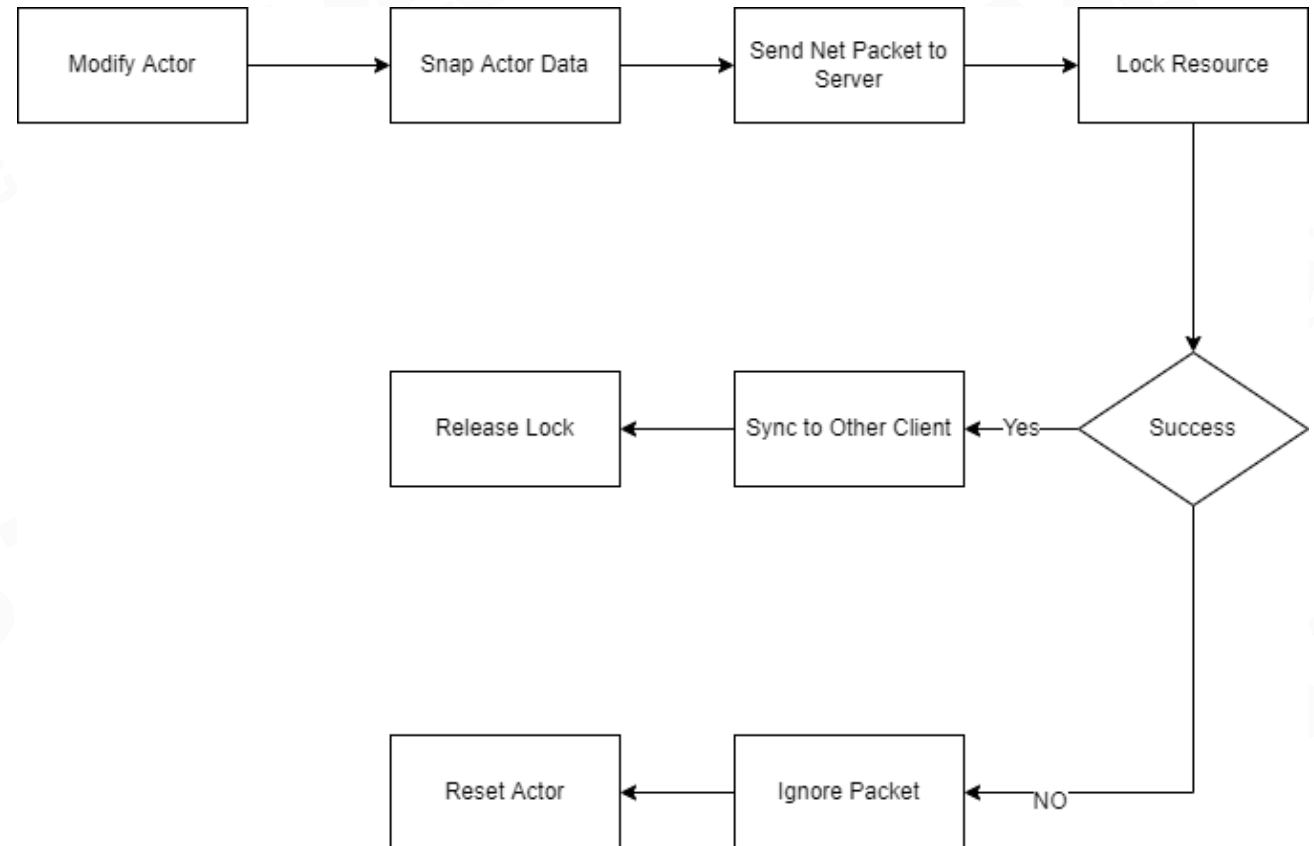 Modify Actor
Snap Actor Data
Send Net Packet to
Server
Lock Resource
Release Lock
Sync to Other Client
Yes
Success
Reset Actor
Ignore Packet
NO